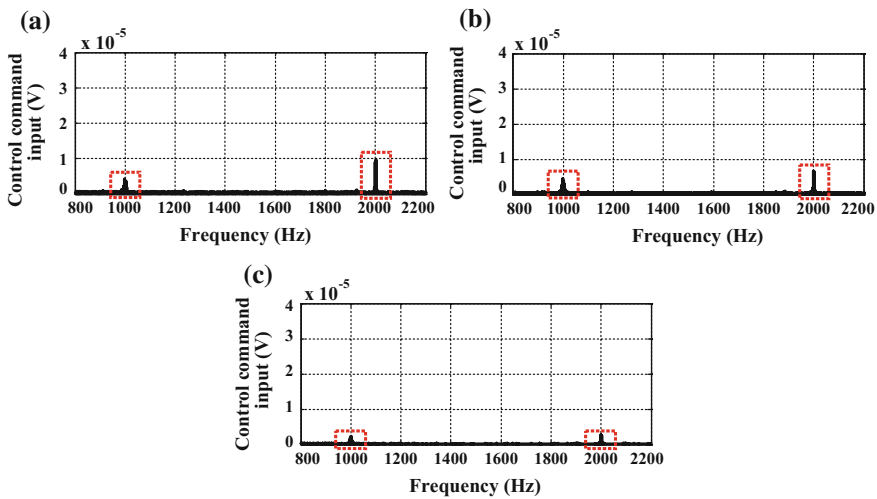 (a)
x 10-5
Control command
input (V)
4
3
2
1
0
800 1000 1200 1400 1600 1800 2000 2200
Frequency (Hz)
(b)
x 10-5
Control command
input (V)
4
3
2
1
0
800 1000 1200 1400 1600 1800 2000 2200
Frequency (Hz)
(c)
x 10-5
Control command
input (V)
4
3
2
1
0
800 1000 1200 1400 1600 1800 2000 2200
Frequency (Hz)